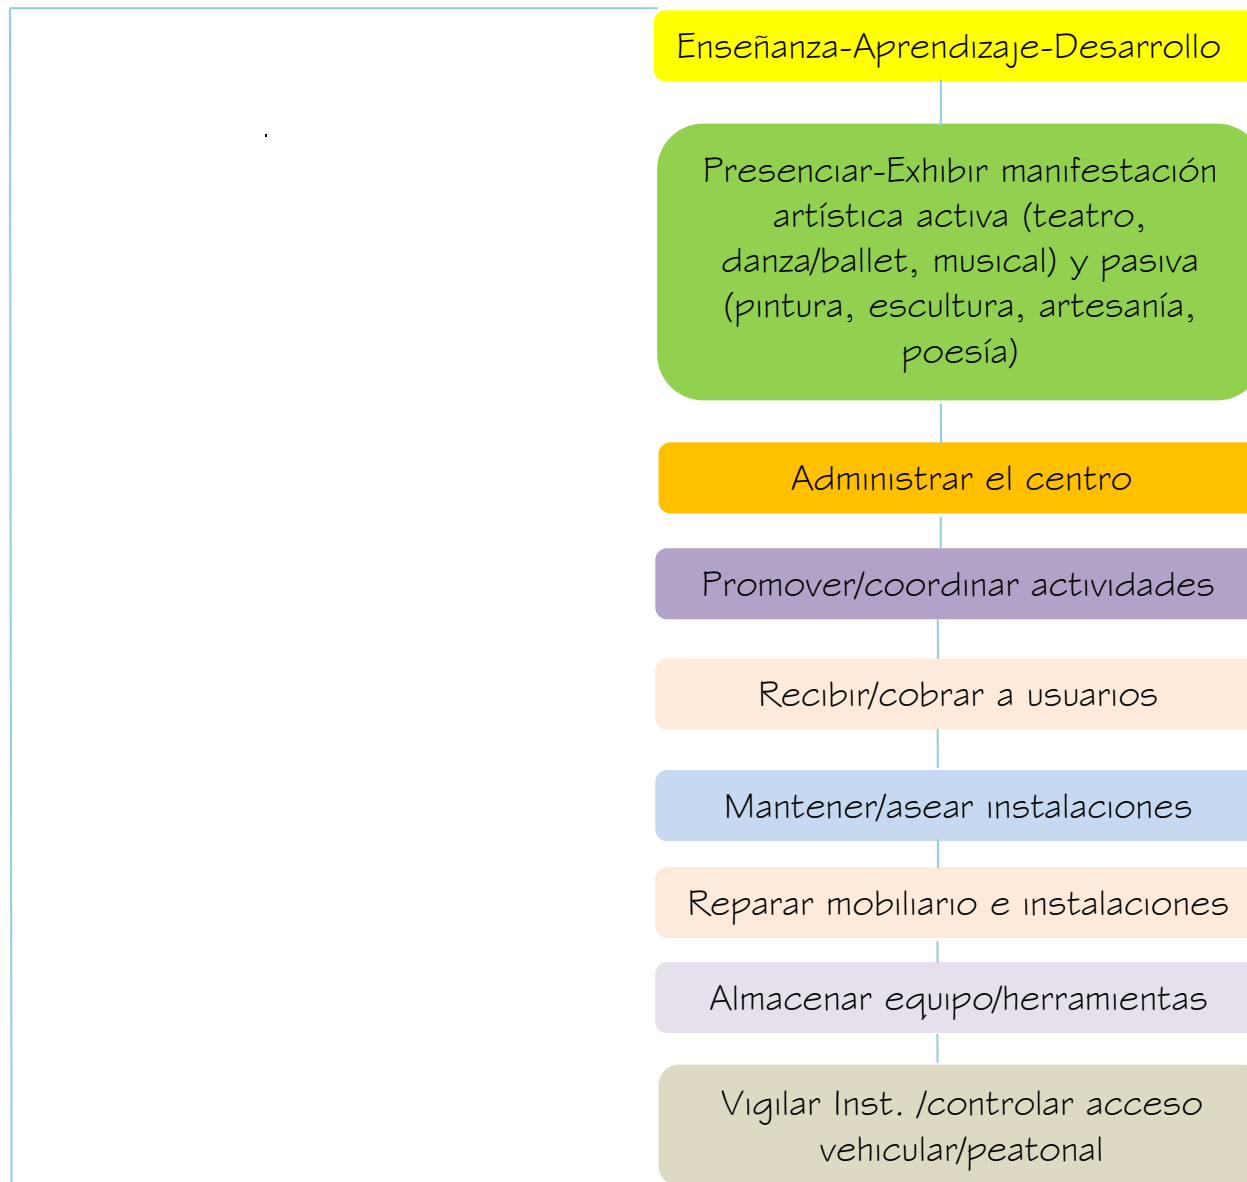 Enseñanza-Aprendizaje-Desarrollo
Presenciar-Exhibir manifestación
artística activa (teatro,
danza/ballet, musical) y pasiva
(pintura, escultura, artesanía,
poesía)
Administrar el centro
Promover/coordinar actividades
Recibir/cobrar a usuarios
Mantener/asear instalaciones
Reparar mobiliario e instalaciones
Almacenar equipo/herramientas
Vigilar Inst. /controlar acceso
vehicular/peatonal